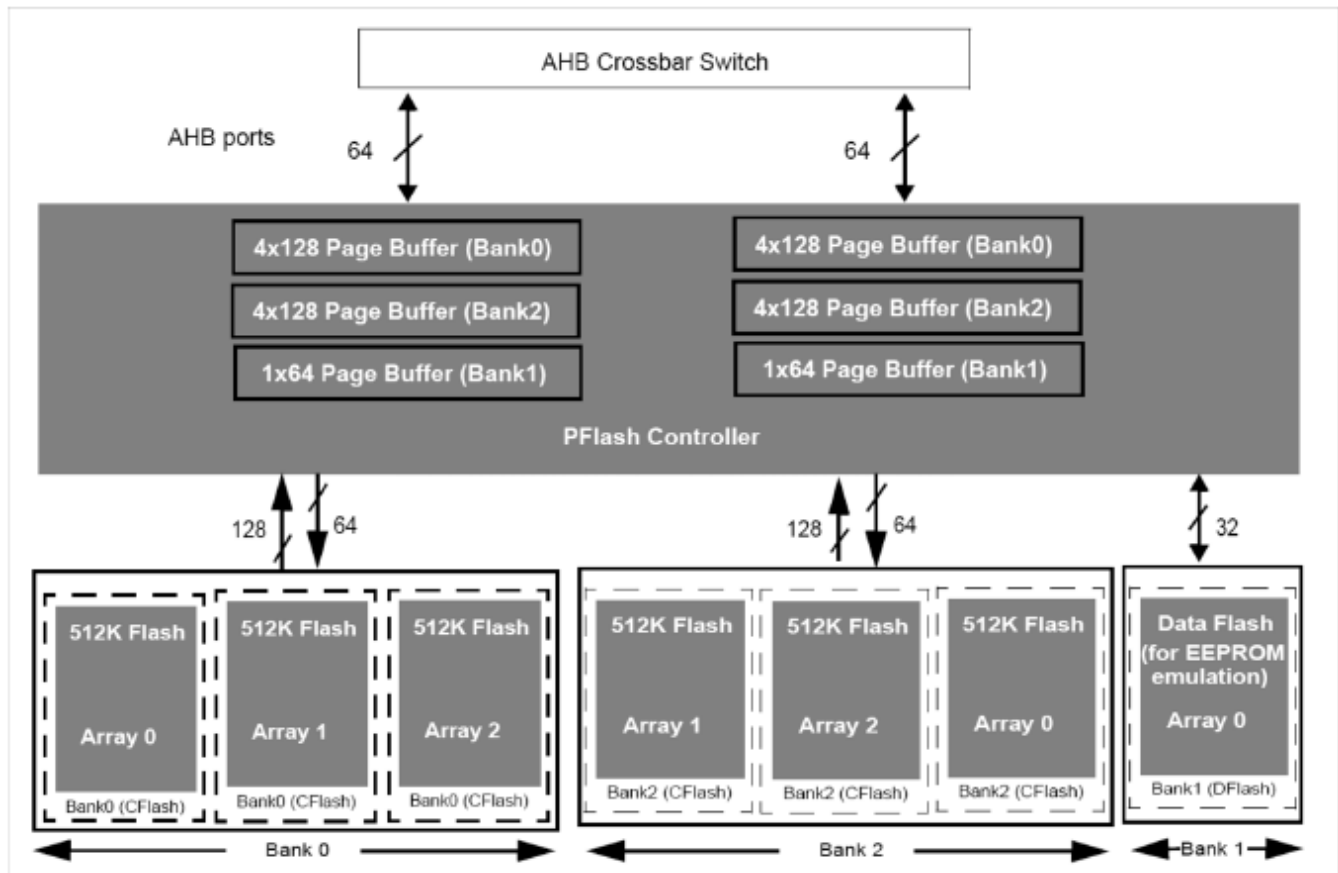 AHB Crossbar Switch
AHB ports
64
64
4x128 Page Buffer (Bank0)
4x128 Page Buffer (Bank2)
1x64 Page Buffer (Bank1)
4x128 Page Buffer (Bank0)
4x128 Page Buffer (Bank2)
1x64 Page Buffer (Bank1)
PFlash Controller
128
64
128
64
32
512K Flash
Array 0
Bank0 (CFlash)
512K Flash
Array 1
Bank0 (CFlash)
512K Flash
Array 2
Bank0 (CFlash)
512K Flash
Array 1
Bank2 (CFlash)
512K Flash
Array 2
Bank2 (CFlash)
512K Flash
Array 0
Bank2 (CFlash)
Data Flash
(for EEPROM
emulation)
Array 0
Bank1 (DFlash)
Bank 0
Bank 2
Bank 1